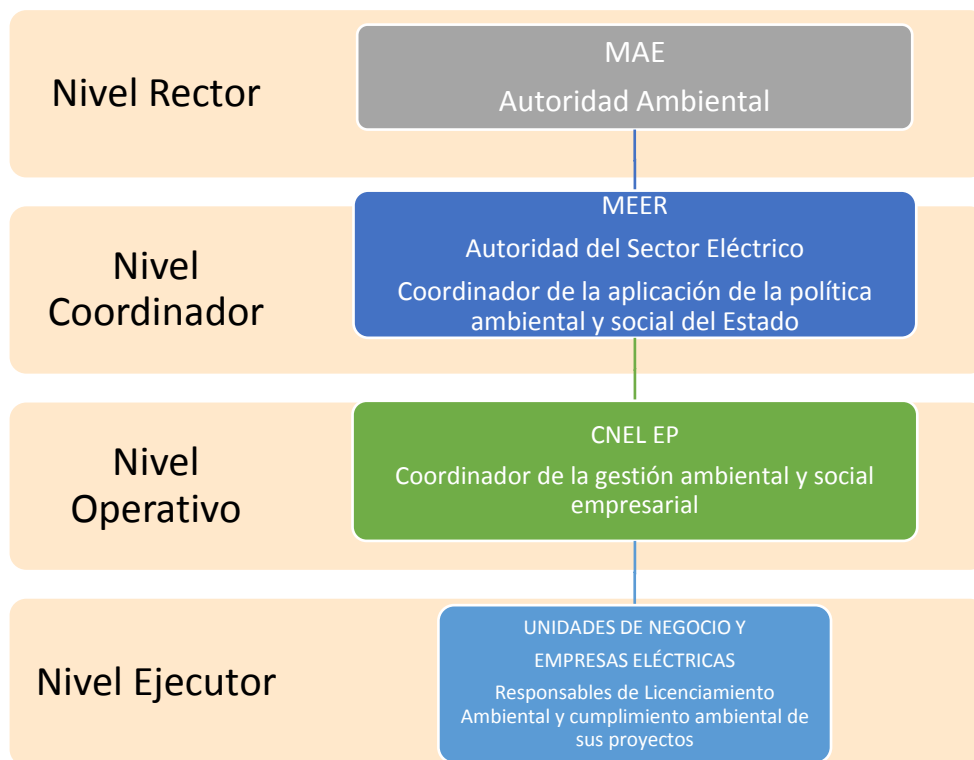 Nivel Rector
MAE
Autoridad Ambiental
Nivel
Coordinador
MEER
Autoridad del Sector Eléctrico
Coordinador de la aplicación de la política
ambiental y social del Estado
Nivel
Operativo
CNEL EP
Coordinador de la gestión ambiental y social
empresarial
Nivel Ejecutor
UNIDADES DE NEGOCIO Y
EMPRESAS ELÉCTRICAS
Responsables de Licenciamiento
Ambiental y cumplimiento ambiental de
sus proyectos